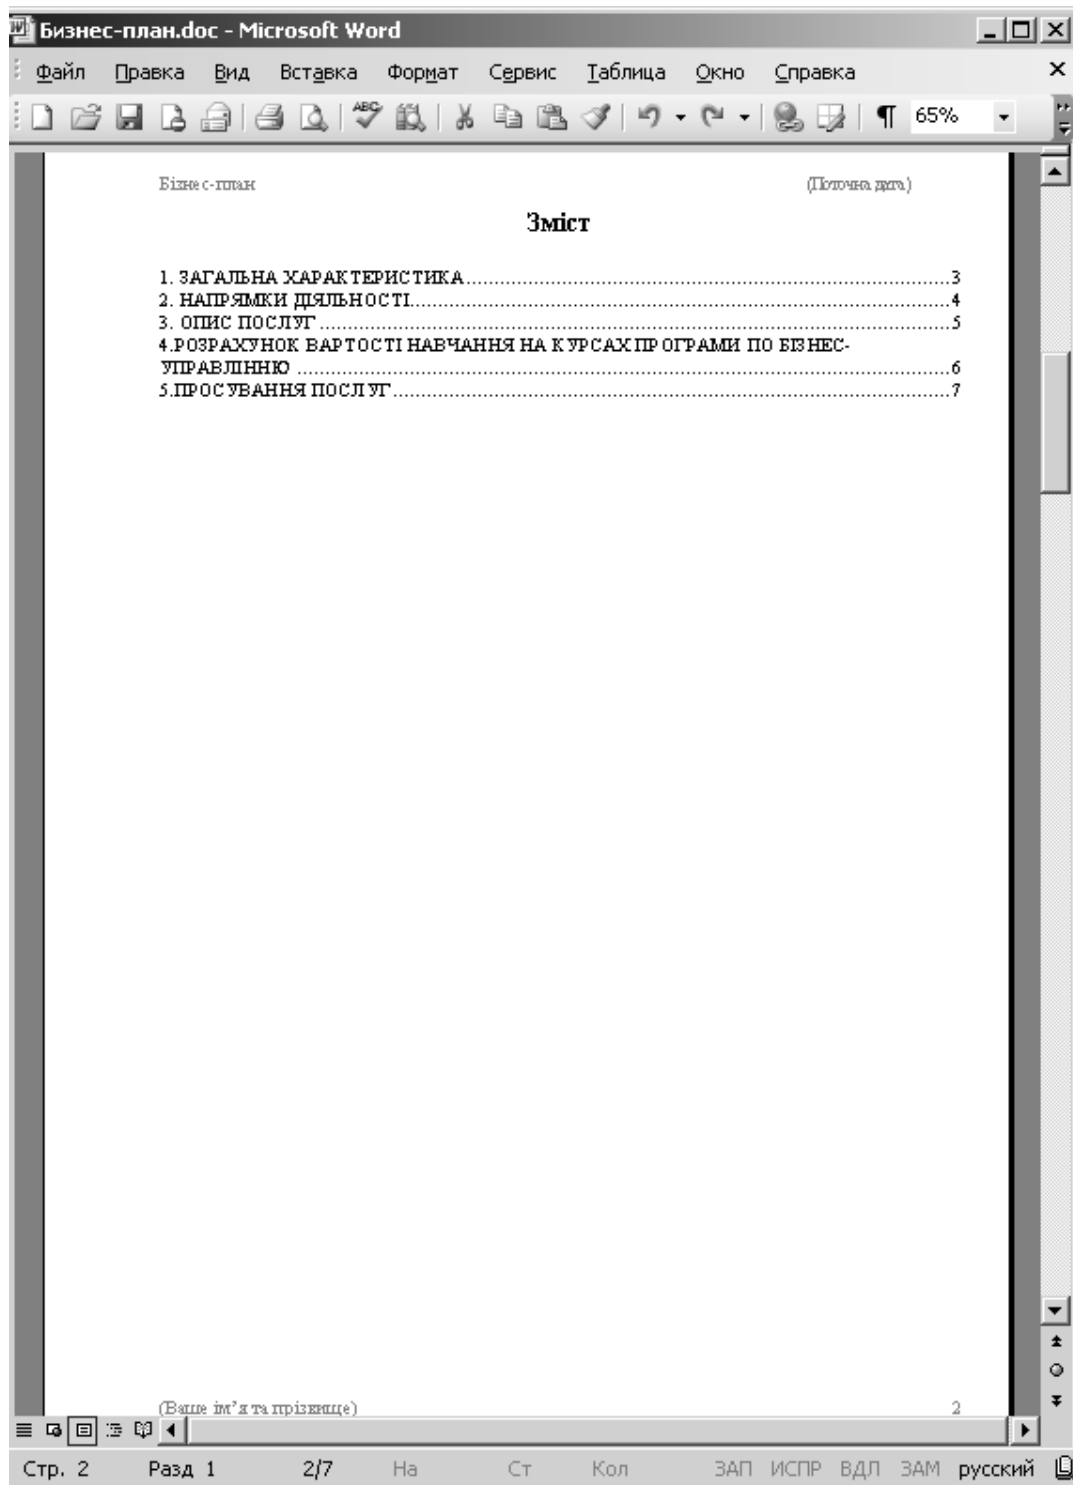 Бизнес-план.doc - Microsoft Word
Файл Правка Вид Вставка Формат Сервис Таблица Окно Справка
ABC 65%
Бізнес-план (Поточна дата)
Зміст
1. ЗАГАЛЬНА ХАРАКТЕРИСТИКА.....3
2. НАПРЯМКИ ДІЯЛЬНОСТІ.....4
3. ОПИС ПОСЛУГ.....5
4.РОЗРАХУНОК ВАРТОСТІ НАВЧАННЯ НА КУРСАХ ПРОГРАМИ ПО БІЗНЕС-
УПРАВЛІННЮ.....6
5.ПРОСУВАННЯ ПОСЛУГ.....7
(Ваше ім’я та прізвище) 2
Стр. 2 Разд 1 2/7 На Ст Кол ЗАП ИСПР ВДЛ ЗАМ русский